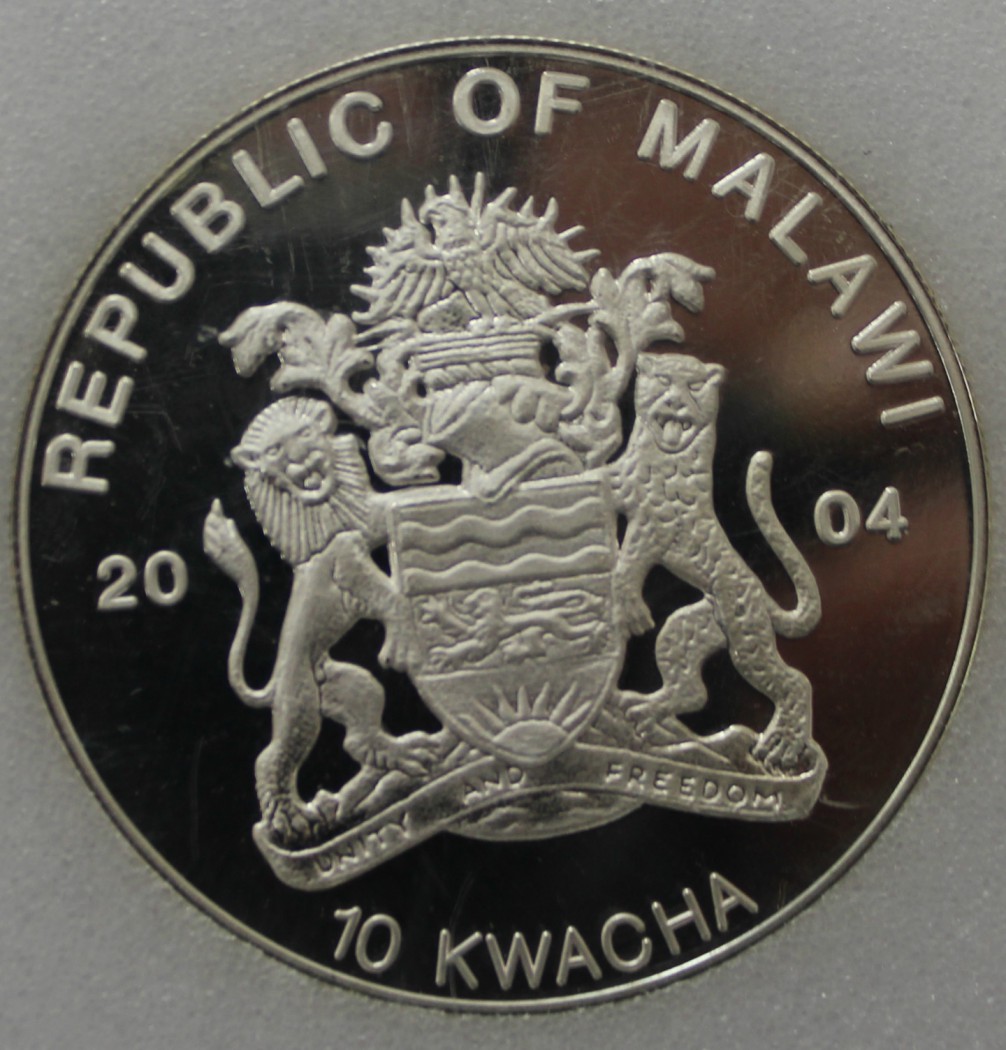 REPUBLIC OF MALAWI
20 04
UNITY AND FREEDOM
10 KWACHA